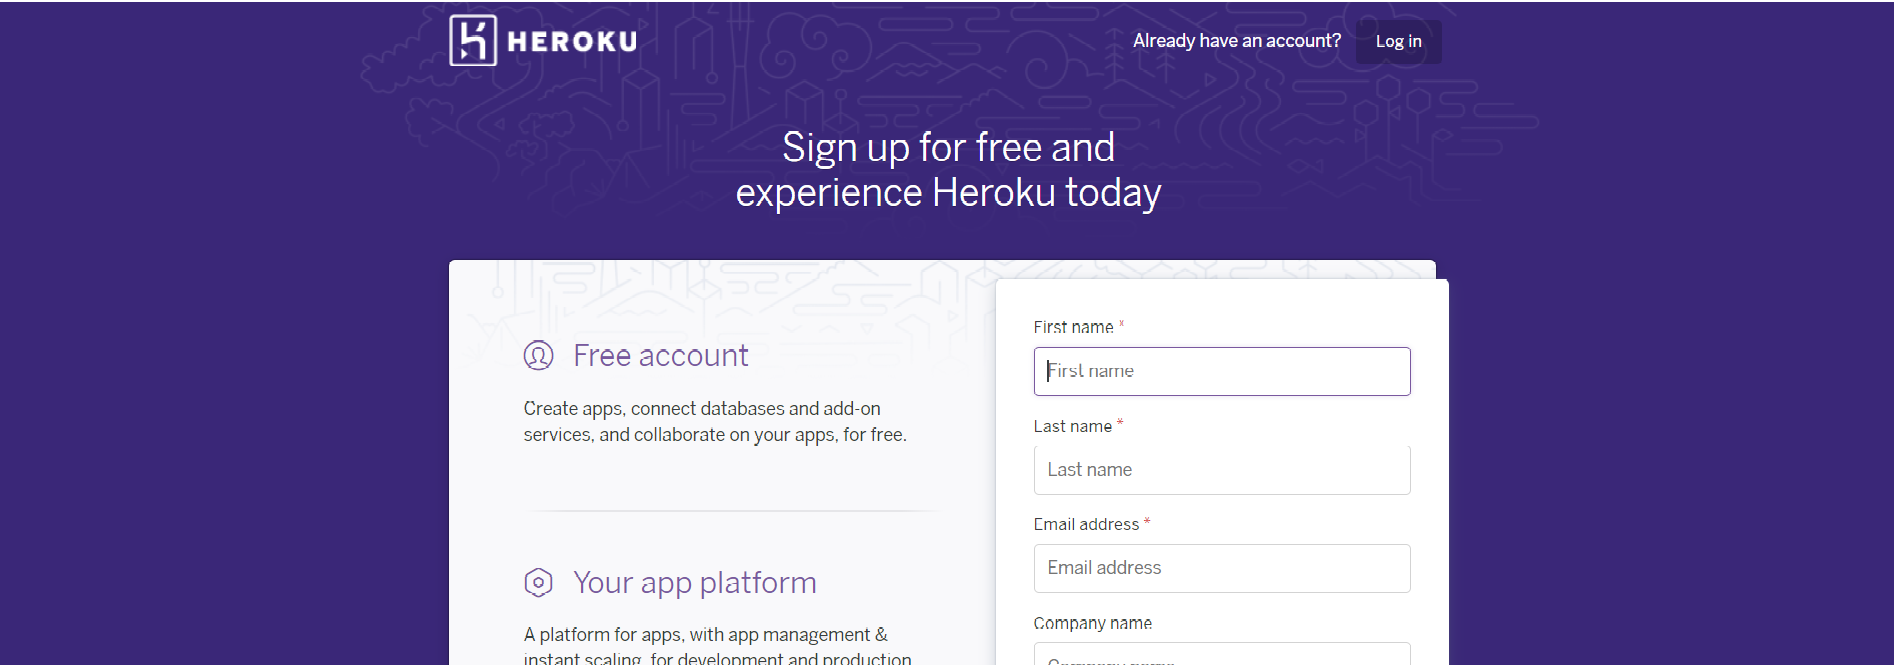 HEROKU
Already have an account?
Log in
Sign up for free and
experience Heroku today
Free account
Create apps, connect databases and add-on
services, and collaborate on your apps, for free.
Your app platform
A platform for apps, with app management &
instant scaling, for development and production
First name *
First name
Last name *
Last name
Email address *
Email address
Company name
Company name